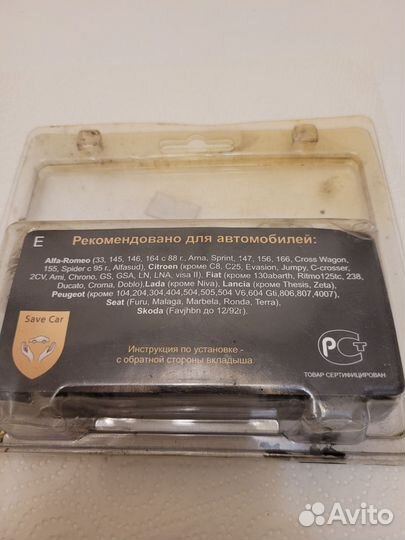 E
Рекомендовано для автомобилей:
Alfa-Romeo (33, 145, 146, 164 с 88 г., Arna, Sprint, 147, 156, 166, Cross Wagon,
155, Spider с 95 г., Alfasud), Citroen (кроме C8, C25, Evasion, Jumpy, C-crosser,
2CV, Ami, Chrono, GS, GSA, LN, LNA, visa II), Fiat (кроме 130abarth, Ritmo125tc, 238,
Ducato, Croma, Doblo), Lada (кроме Niva), Lancia (кроме Thesis, Zeta),
Peugeot (кроме 104,204,304,404,504,505,504 V6,604 Gti,806,807,4007),
Seat (Furu, Malaga, Marbela, Ronda, Terra),
Skoda (Favjhbn до 12/92г.)
Save Car
Инструкция по установке -
с обратной стороны вкладыша.
РСТ
ТОВАР СЕРТИФИЦИРОВАН
Avito